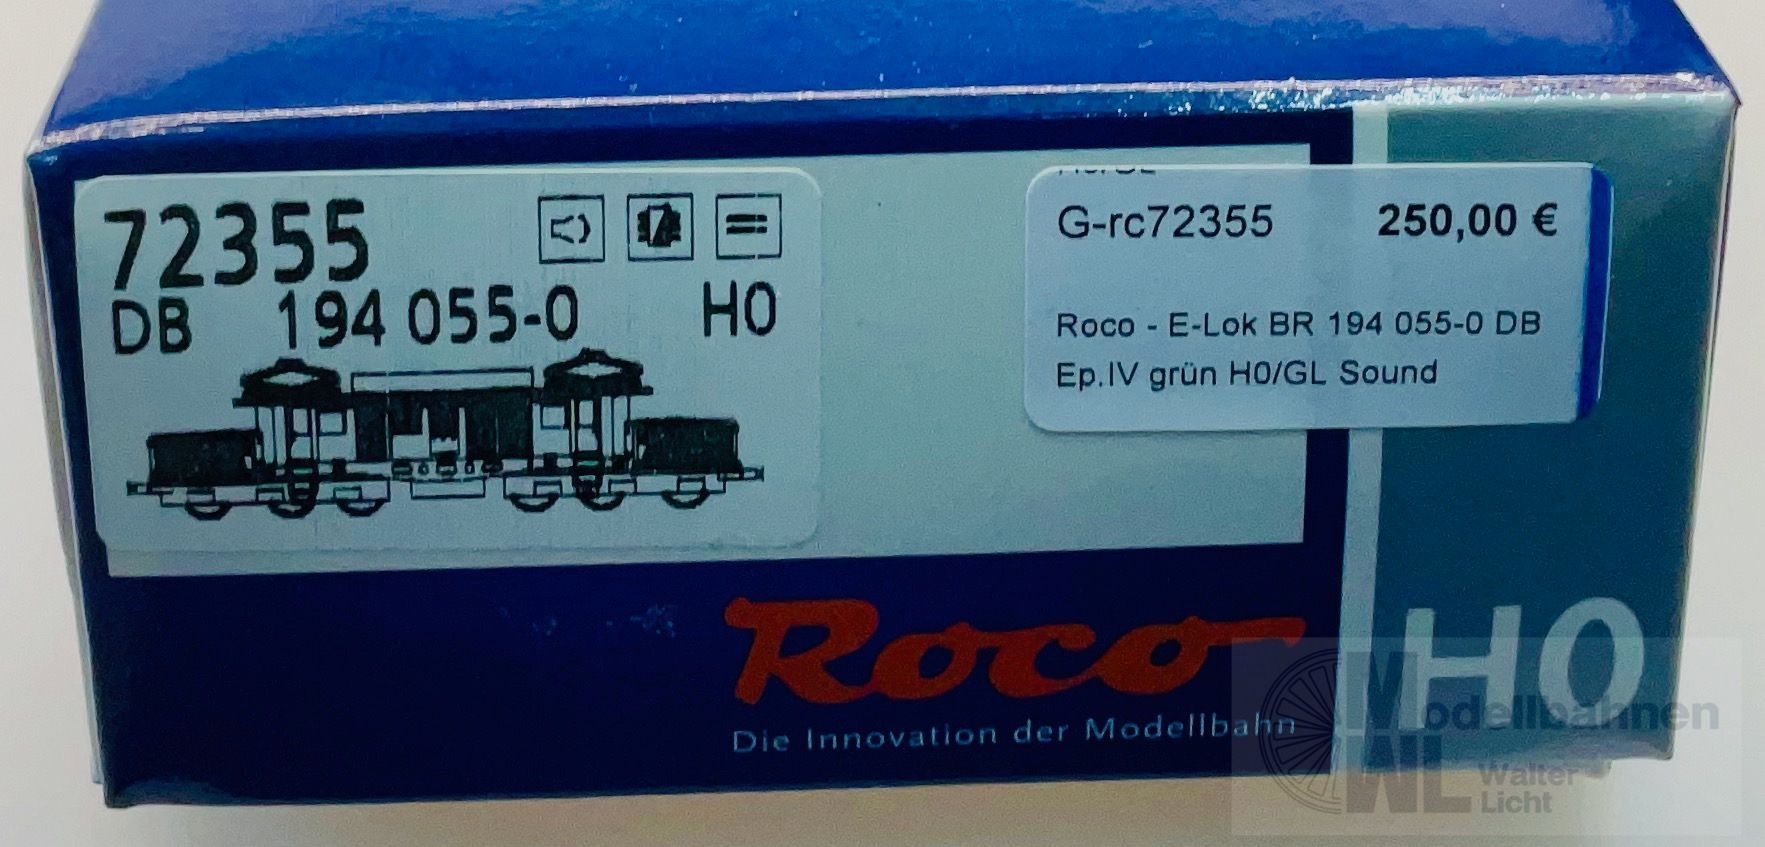 72355
DB 194 055-0 H0
G-rc72355 250,00 €
Roco - E-Lok BR 194 055-0 DB
Ep.IV grün H0/GL Sound
Roco
Die Innovation der Modellbahn
H0
Modellbahnen
WL Walter
Licht